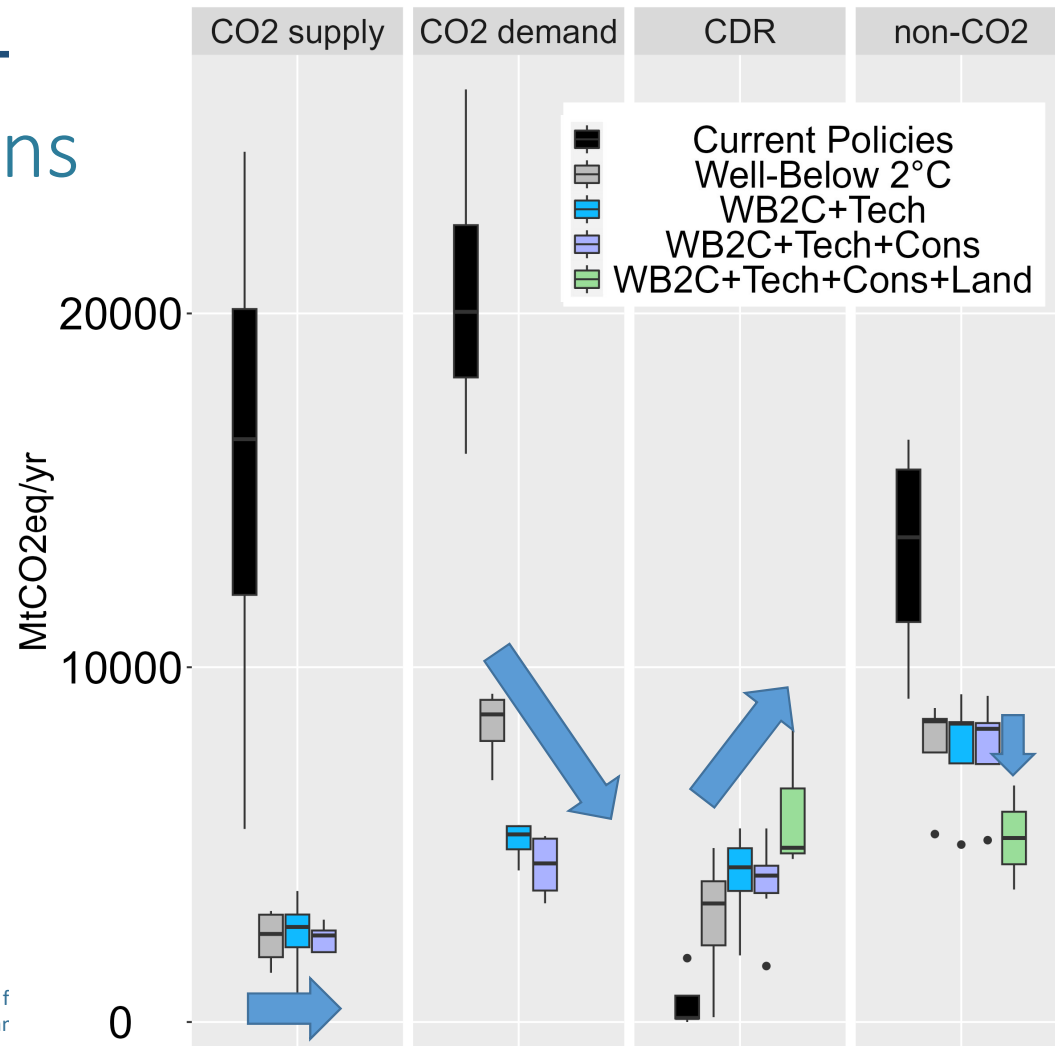 ns
CO2 supply
CO2 demand
CDR
non-CO2
Current Policies
Well-Below 2°C
WB2C+Tech
WB2C+Tech+Cons
WB2C+Tech+Cons+Land
MtCO2eq/yr
20000
10000
0
f